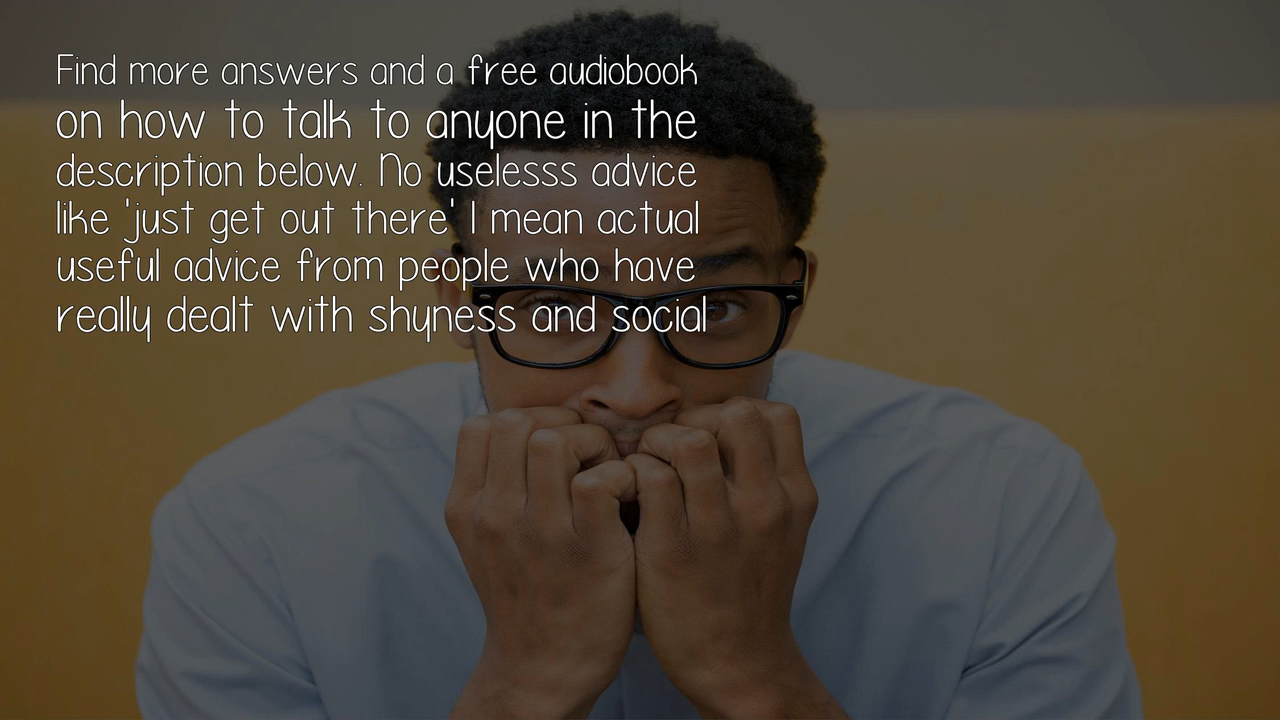 Find more answers and a free audiobook
on how to talk to anyone in the
description below. No uselesss advice
like 'just get out there' I mean actual
useful advice from people who have
really dealt with shyness and social